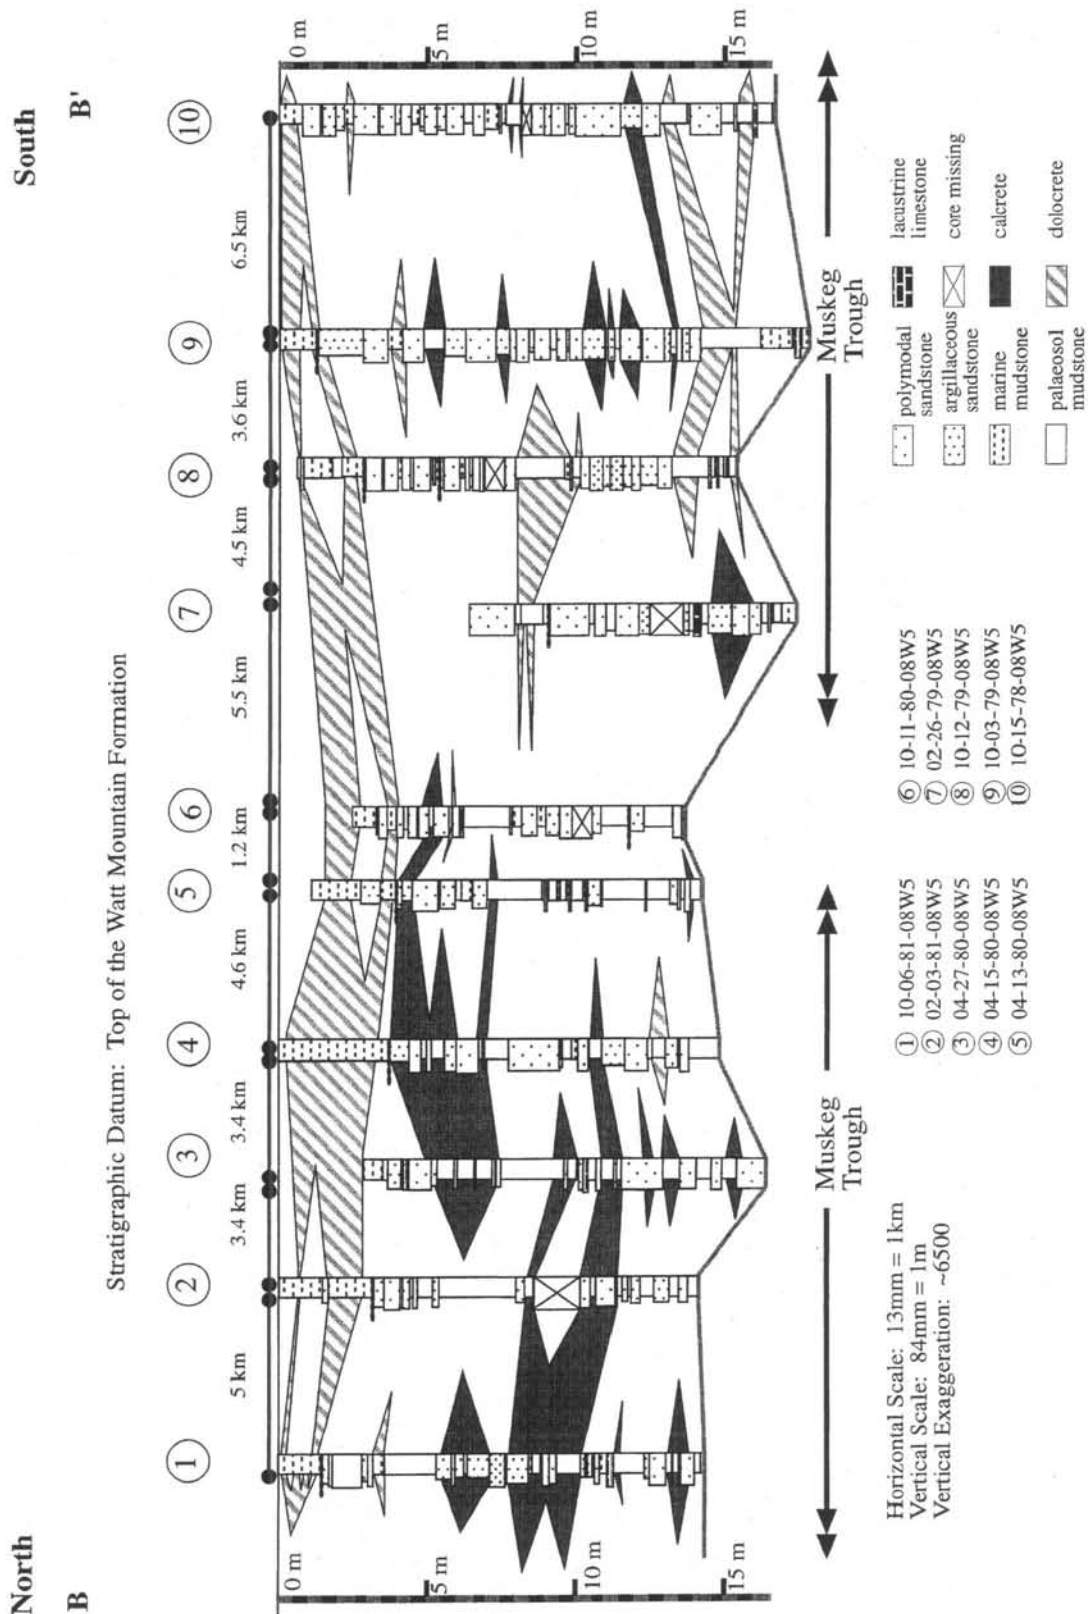 North
South
B
B'
Stratigraphic Datum: Top of the Watt Mountain Formation
1
2
3
4
5
6
7
8
9
10
5 km
3.4 km
3.4 km
4.6 km
1.2 km
5.5 km
4.5 km
3.6 km
6.5 km
0 m
5 m
10 m
15 m
0 m
5 m
10 m
15 m
Muskeg
Trough
Muskeg
Trough
Horizontal Scale: 13mm = 1km
Vertical Scale: 84mm = 1m
Vertical Exaggeration: ~6500
1 10-06-81-08W5
2 02-03-81-08W5
3 04-27-80-08W5
4 04-15-80-08W5
5 04-13-80-08W5
6 10-11-80-08W5
7 02-26-79-08W5
8 10-12-79-08W5
9 10-03-79-08W5
10 10-15-78-08W5
polymodal
sandstone
argillaceous
sandstone
marine
mudstone
palaeosol
mudstone
lacustrine
limestone
core missing
calcrete
dolocrete